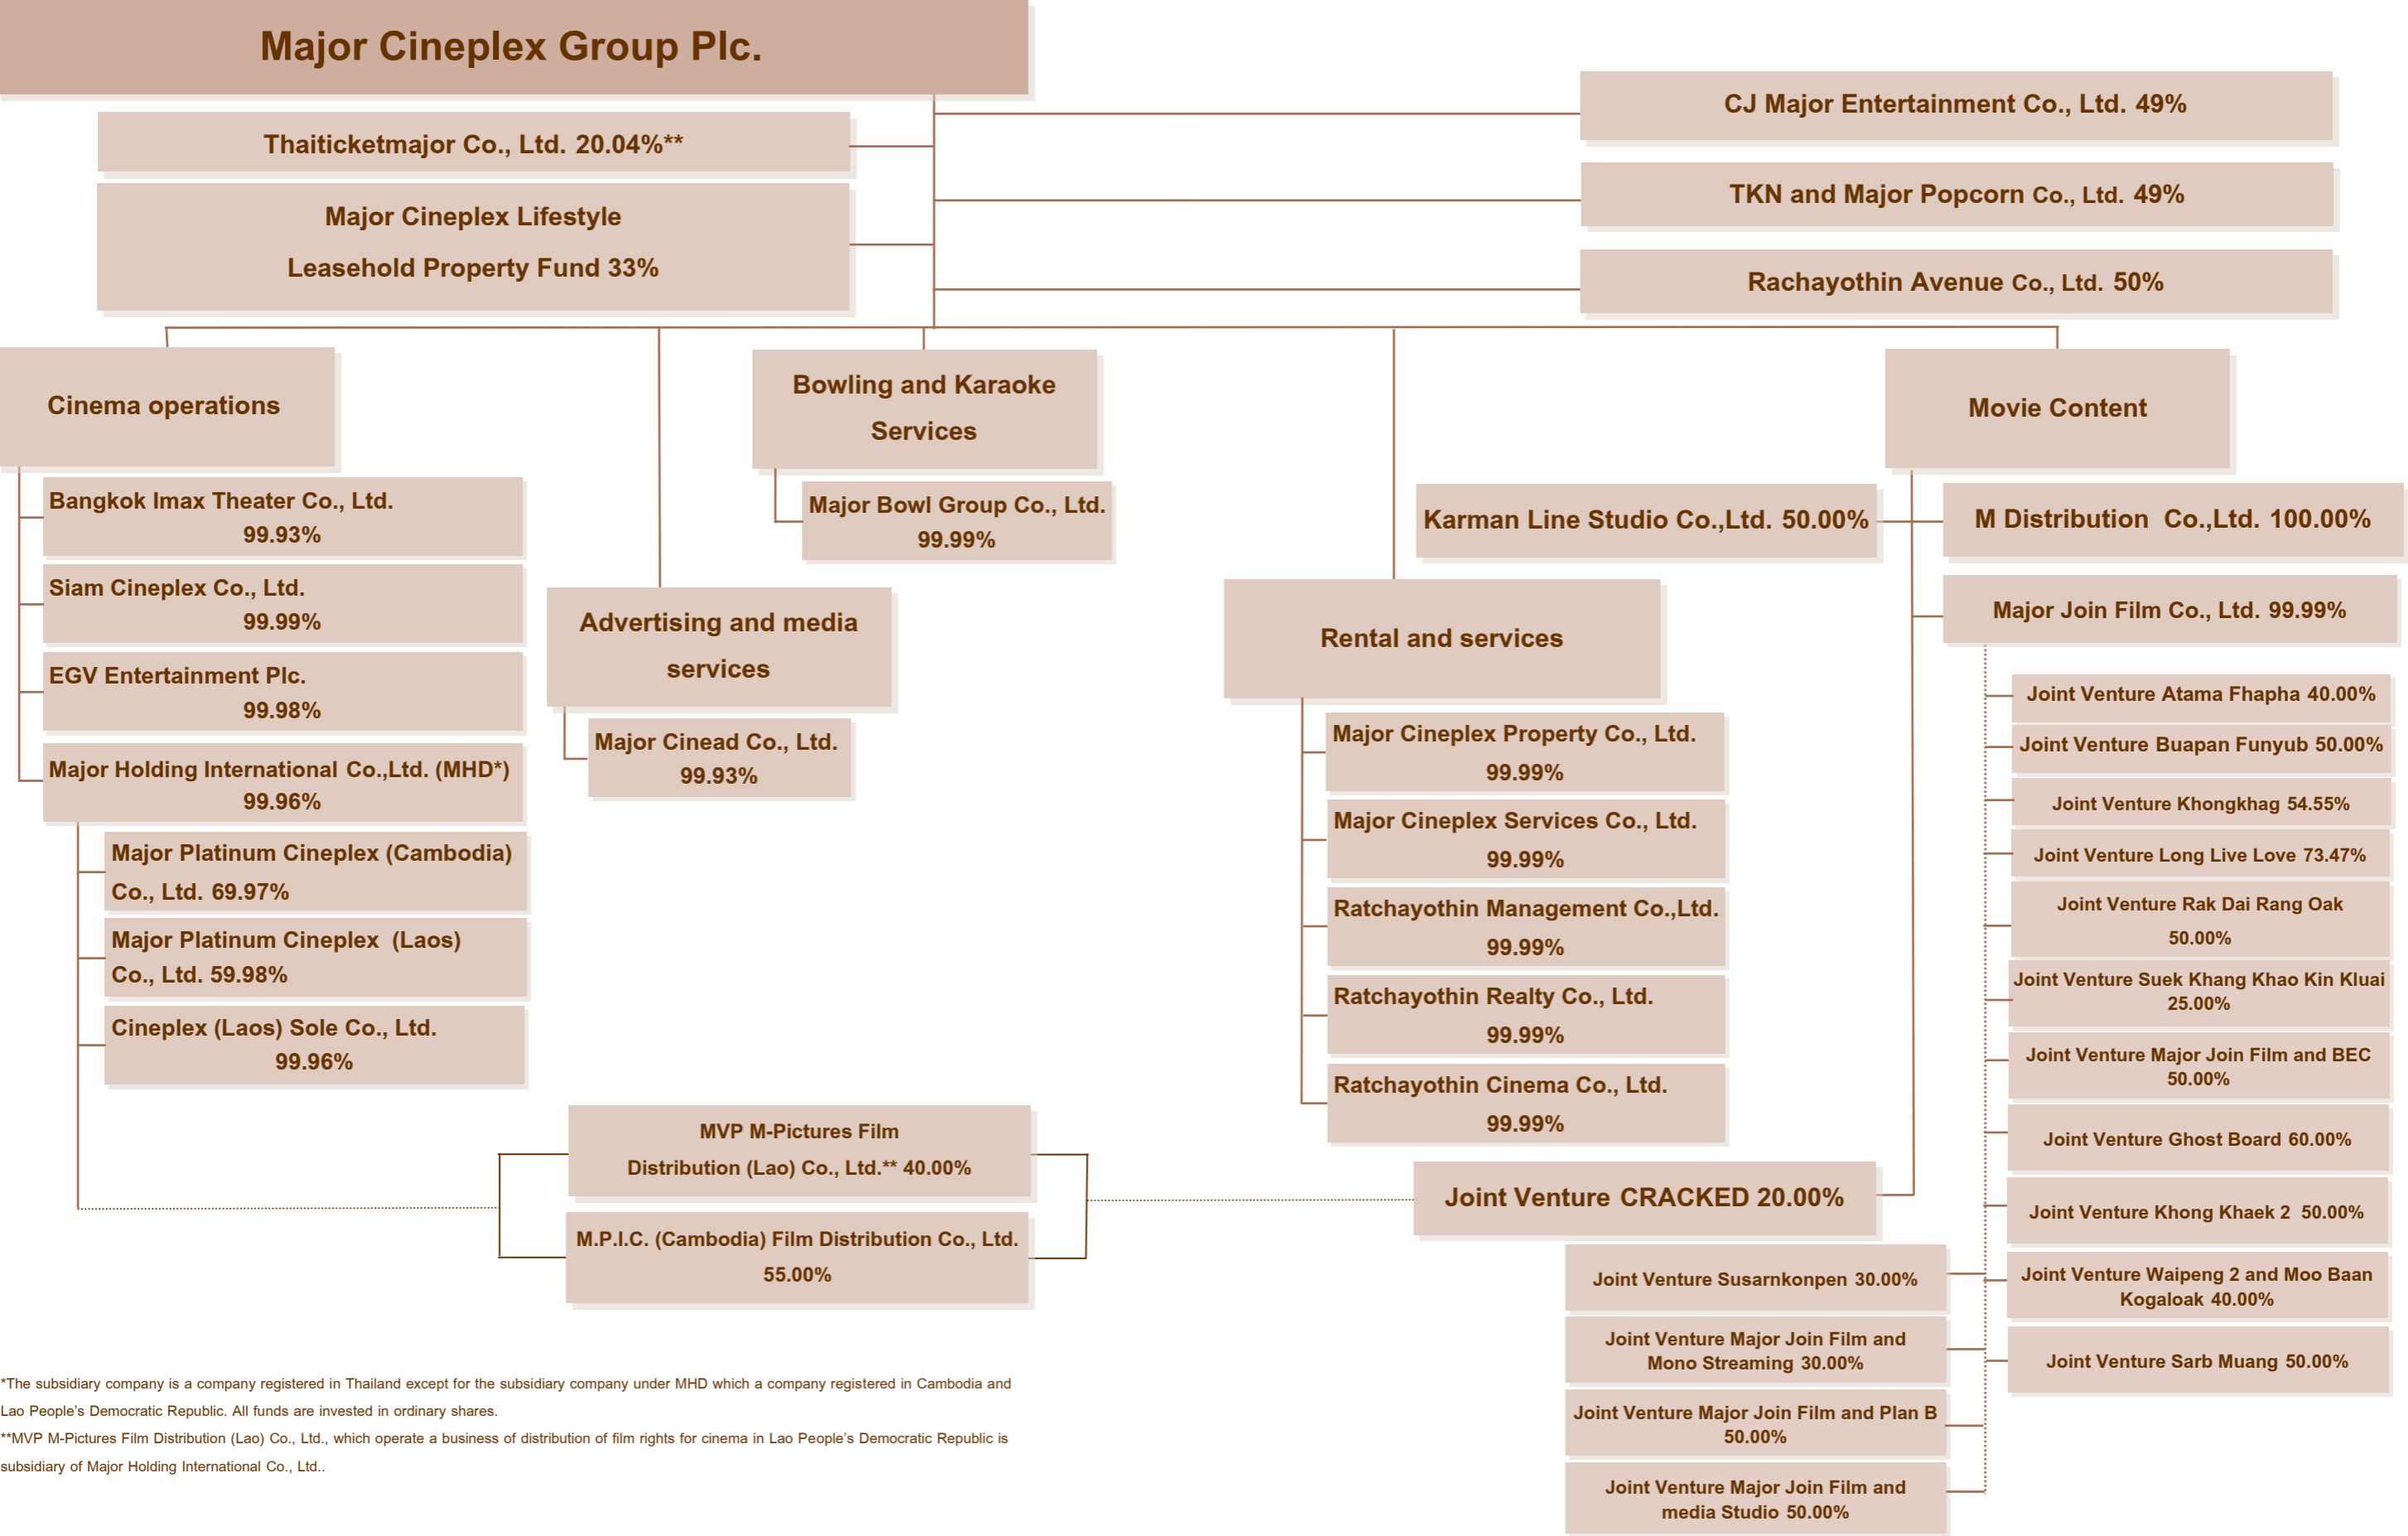 Major Cineplex Group Plc.
Thaiticketmajor Co., Ltd. 20.04%**
Major Cineplex Lifestyle
Leasehold Property Fund 33%
CJ Major Entertainment Co., Ltd. 49%
TKN and Major Popcorn Co., Ltd. 49%
Rachayothin Avenue Co., Ltd. 50%
Cinema operations
Bangkok Imax Theater Co., Ltd.
99.93%
Siam Cineplex Co., Ltd.
99.99%
EGV Entertainment Plc.
99.98%
Major Holding International Co.,Ltd. (MHD*)
99.96%
Major Platinum Cineplex (Cambodia)
Co., Ltd. 69.97%
Major Platinum Cineplex (Laos)
Co., Ltd. 59.98%
Cineplex (Laos) Sole Co., Ltd.
99.96%
Advertising and media
services
Major Cinead Co., Ltd.
99.93%
Bowling and Karaoke
Services
Major Bowl Group Co., Ltd.
99.99%
MVP M-Pictures Film
Distribution (Lao) Co., Ltd.** 40.00%
M.P.I.C. (Cambodia) Film Distribution Co., Ltd.
55.00%
Rental and services
Major Cineplex Property Co., Ltd.
99.99%
Major Cineplex Services Co., Ltd.
99.99%
Ratchayothin Management Co.,Ltd.
99.99%
Ratchayothin Realty Co., Ltd.
99.99%
Ratchayothin Cinema Co., Ltd.
99.99%
Movie Content
Karman Line Studio Co.,Ltd. 50.00%
M Distribution Co.,Ltd. 100.00%
Major Join Film Co., Ltd. 99.99%
Joint Venture Atama Fhapha 40.00%
Joint Venture Buapan Funyub 50.00%
Joint Venture Khongkhag 54.55%
Joint Venture Long Live Love 73.47%
Joint Venture Rak Dai Rang Oak
50.00%
Joint Venture Suek Khang Khao Kin Kluai
25.00%
Joint Venture Major Join Film and BEC
50.00%
Joint Venture Ghost Board 60.00%
Joint Venture Khong Khaek 2 50.00%
Joint Venture Waipeng 2 and Moo Baan
Kogaloak 40.00%
Joint Venture Sarb Muang 50.00%
Joint Venture CRACKED 20.00%
Joint Venture Susarnkonpen 30.00%
Joint Venture Major Join Film and
Mono Streaming 30.00%
Joint Venture Major Join Film and Plan B
50.00%
Joint Venture Major Join Film and
media Studio 50.00%
*The subsidiary company is a company registered in Thailand except for the subsidiary company under MHD which a company registered in Cambodia and
Lao People’s Democratic Republic. All funds are invested in ordinary shares.
**MVP M-Pictures Film Distribution (Lao) Co., Ltd., which operate a business of distribution of film rights for cinema in Lao People’s Democratic Republic is
subsidiary of Major Holding International Co., Ltd..